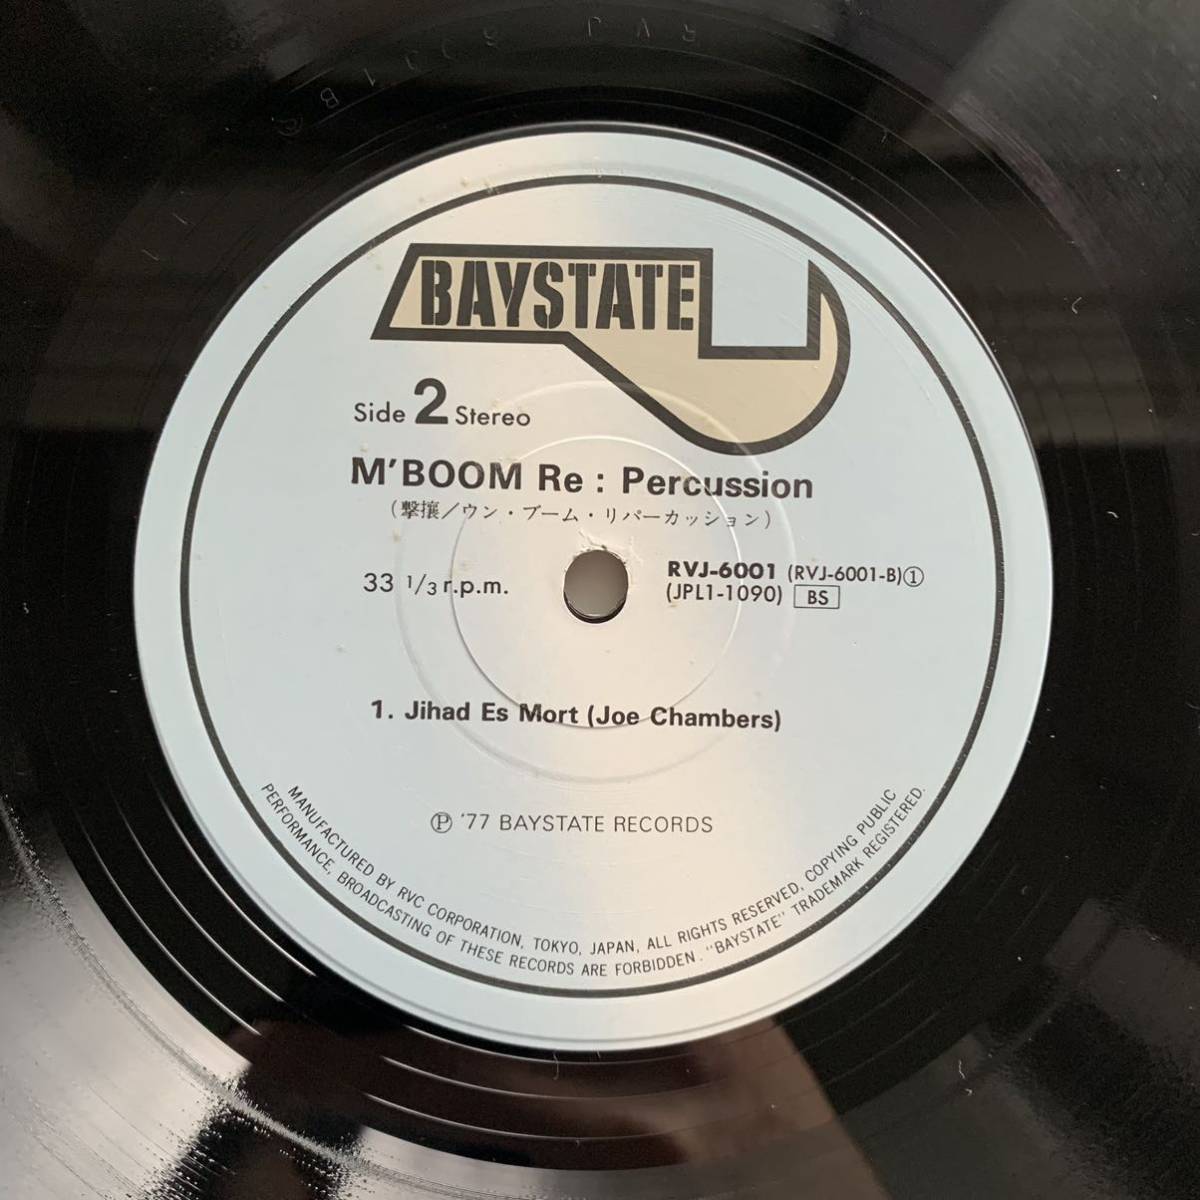 BAYSTATE
Side 2 Stereo
M'BOOM Re : Percussion
(撃攘/ウン・ブーム・リパーカッション)
33 1/3 r.p.m.
RVJ-6001 (RVJ-6001-B)①
(JPL1-1090) BS
1. Jihad Es Mort (Joe Chambers)
Ⓟ '77 BAYSTATE RECORDS
MANUFACTURED BY RVC CORPORATION, TOKYO, JAPAN, ALL RIGHTS RESERVED, COPYING PUBLIC
PERFORMANCE, BROADCASTING OF THESE RECORDS ARE FORBIDDEN. "BAYSTATE" TRADEMARK REGISTERED.